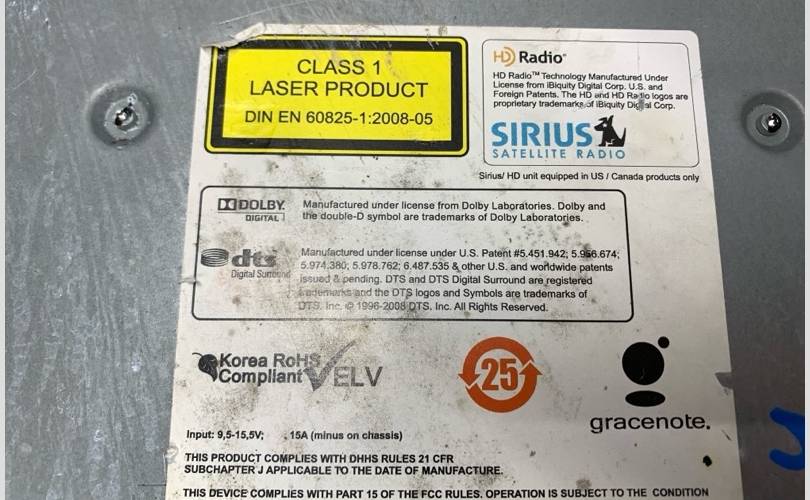 CLASS 1
LASER PRODUCT
DIN EN 60825-1:2008-05
HD Radio™
HD Radio™ Technology Manufactured Under
License from iBiquity Digital Corp. U.S. and
Foreign Patents. The HD and HD Radio logos are
proprietary trademarks of iBiquity Digital Corp.
SIRIUS
SATELLITE RADIO
Sirius/ HD unit equipped in US / Canada products only
DOLBY
DIGITAL
Manufactured under license from Dolby Laboratories. Dolby and
the double-D symbol are trademarks of Dolby Laboratories.
dts
Digital Surround
Manufactured under license under U.S. Patent #5.451.942; 5.956.674;
5.974.380; 5.978.762; 6.487.535 & other U.S. and worldwide patents
issued & pending. DTS and DTS Digital Surround are registered
trademarks and the DTS logos and Symbols are trademarks of
DTS, Inc. © 1996-2008 DTS, Inc. All Rights Reserved.
Korea RoHS
Compliant
ELV
25
gracenote.
Input: 9,5-15,5V; 15A (minus on chassis)
THIS PRODUCT COMPLIES WITH DHHS RULES 21 CFR
SUBCHAPTER J APPLICABLE TO THE DATE OF MANUFACTURE.
THIS DEVICE COMPLIES WITH PART 15 OF THE FCC RULES. OPERATION IS SUBJECT TO THE CONDITION